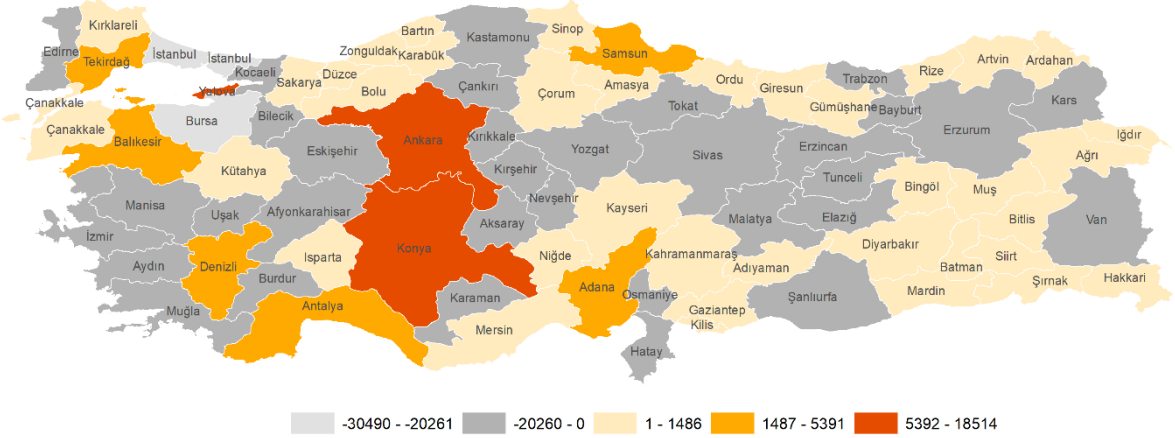 Kırklareli
Edirne
Tekirdağ
İstanbul
İstanbul
Kocaeli
Yalova
Sakarya
Düzce
Zonguldak
Bartın
Karabük
Kastamonu
Sinop
Samsun
Bolu
Çankırı
Çorum
Amasya
Ordu
Giresun
Trabzon
Rize
Artvin
Ardahan
Kars
Gümüşhane
Bayburt
Erzurum
Iğdır
Ağrı
Çanakkale
Çanakkale
Balıkesir
Bursa
Bilecik
Eskişehir
Ankara
Kırıkkale
Kırşehir
Yozgat
Tokat
Sivas
Erzincan
Tunceli
Bingöl
Muş
Bitlis
Van
Kütahya
Manisa
Uşak
Afyonkarahisar
Nevşehir
Aksaray
Kayseri
Malatya
Elazığ
İzmir
Aydın
Denizli
Isparta
Burdur
Konya
Niğde
Kahramanmaraş
Adıyaman
Diyarbakır
Batman
Siirt
Şırnak
Hakkari
Mardin
Muğla
Antalya
Karaman
Mersin
Adana
Osmaniye
Gaziantep
Kilis
Şanlıurfa
Hatay
-30490 - -20261 -20260 - 0 1 - 1486 1487 - 5391 5392 - 18514